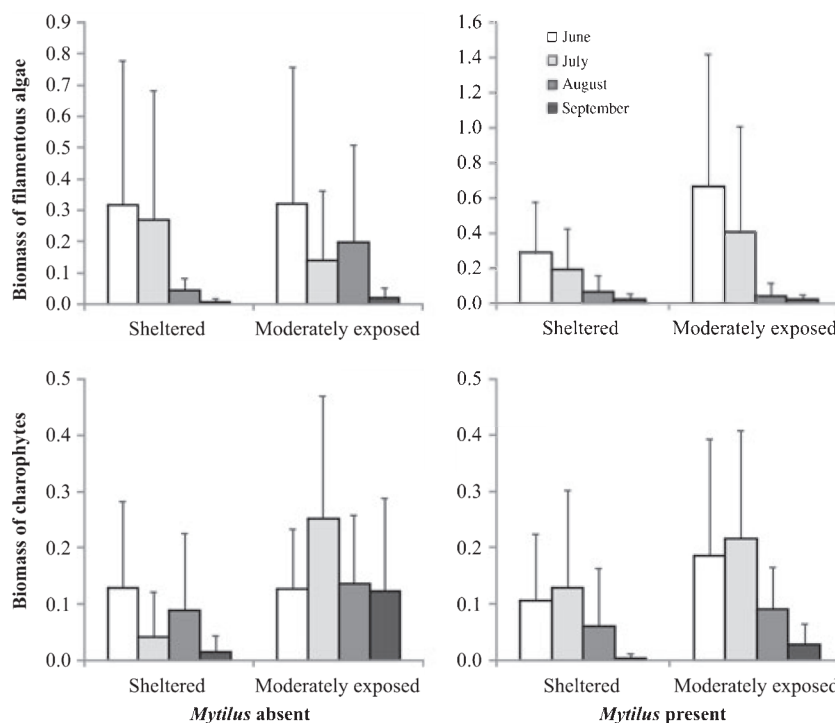 Biomass of filamentous algae
0.9
0.8
0.7
0.6
0.5
0.4
0.3
0.2
0.1
0.0
Sheltered
Moderately exposed
1.6
1.4
1.2
1.0
0.8
0.6
0.4
0.2
0.0
June
July
August
September
Sheltered
Moderately exposed
Biomass of charophytes
0.5
0.4
0.3
0.2
0.1
0.0
Sheltered
Moderately exposed
Mytilus absent
0.5
0.4
0.3
0.2
0.1
0.0
Sheltered
Moderately exposed
Mytilus present